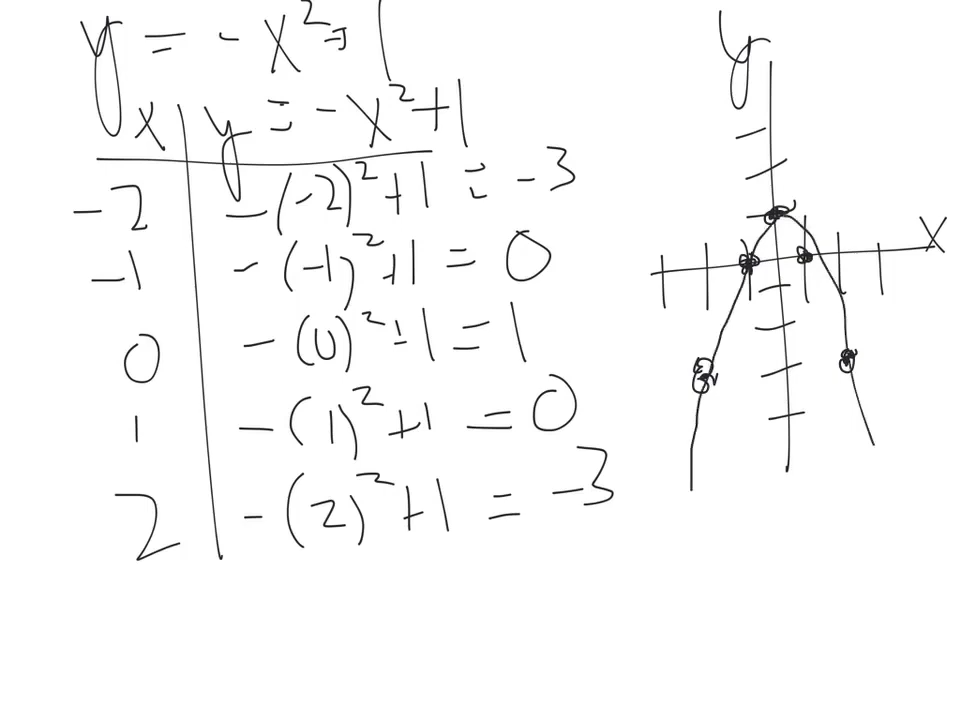 y = -x²+1
x | y = -x²+1
-2 | -(-2)²+1 = -3
-1 | -(-1)²+1 = 0
0 | -(0)²+1 = 1
1 | -(1)²+1 = 0
2 | -(2)²+1 = -3
y
x